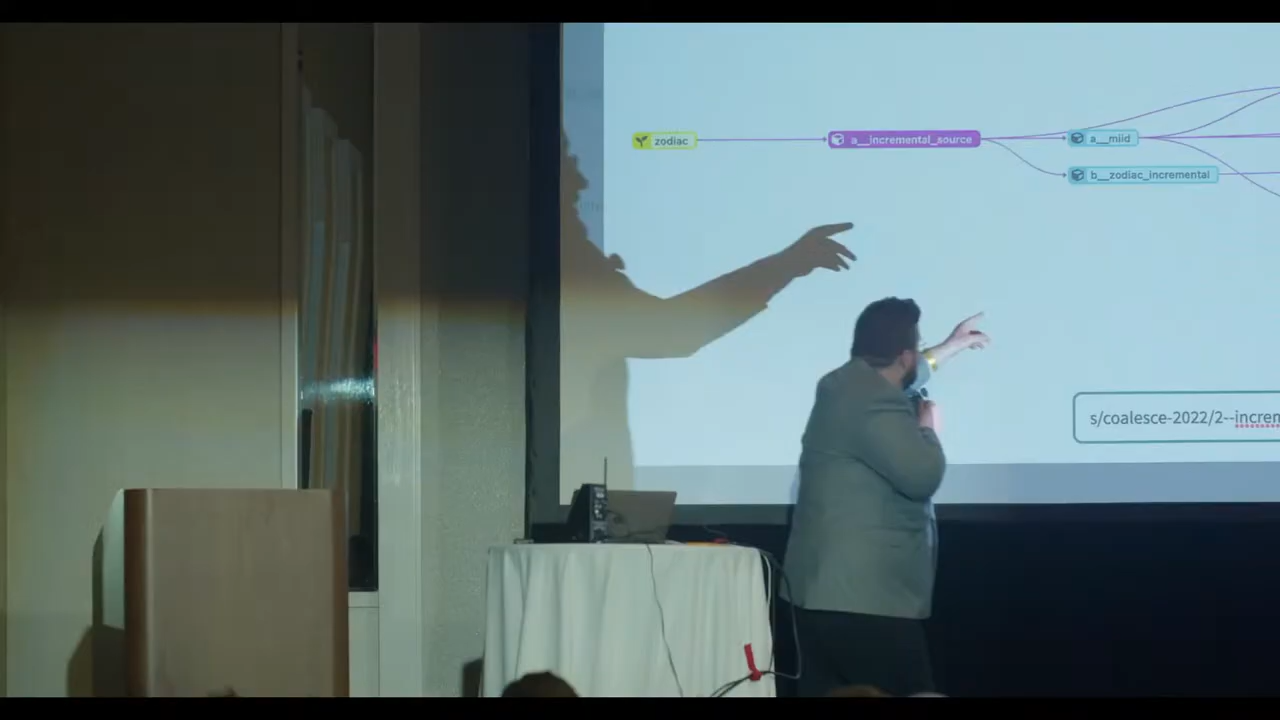 zodiac
a__incremental_source
a__miid
b__zodiac_incremental
s/coalesce-2022/2--increm